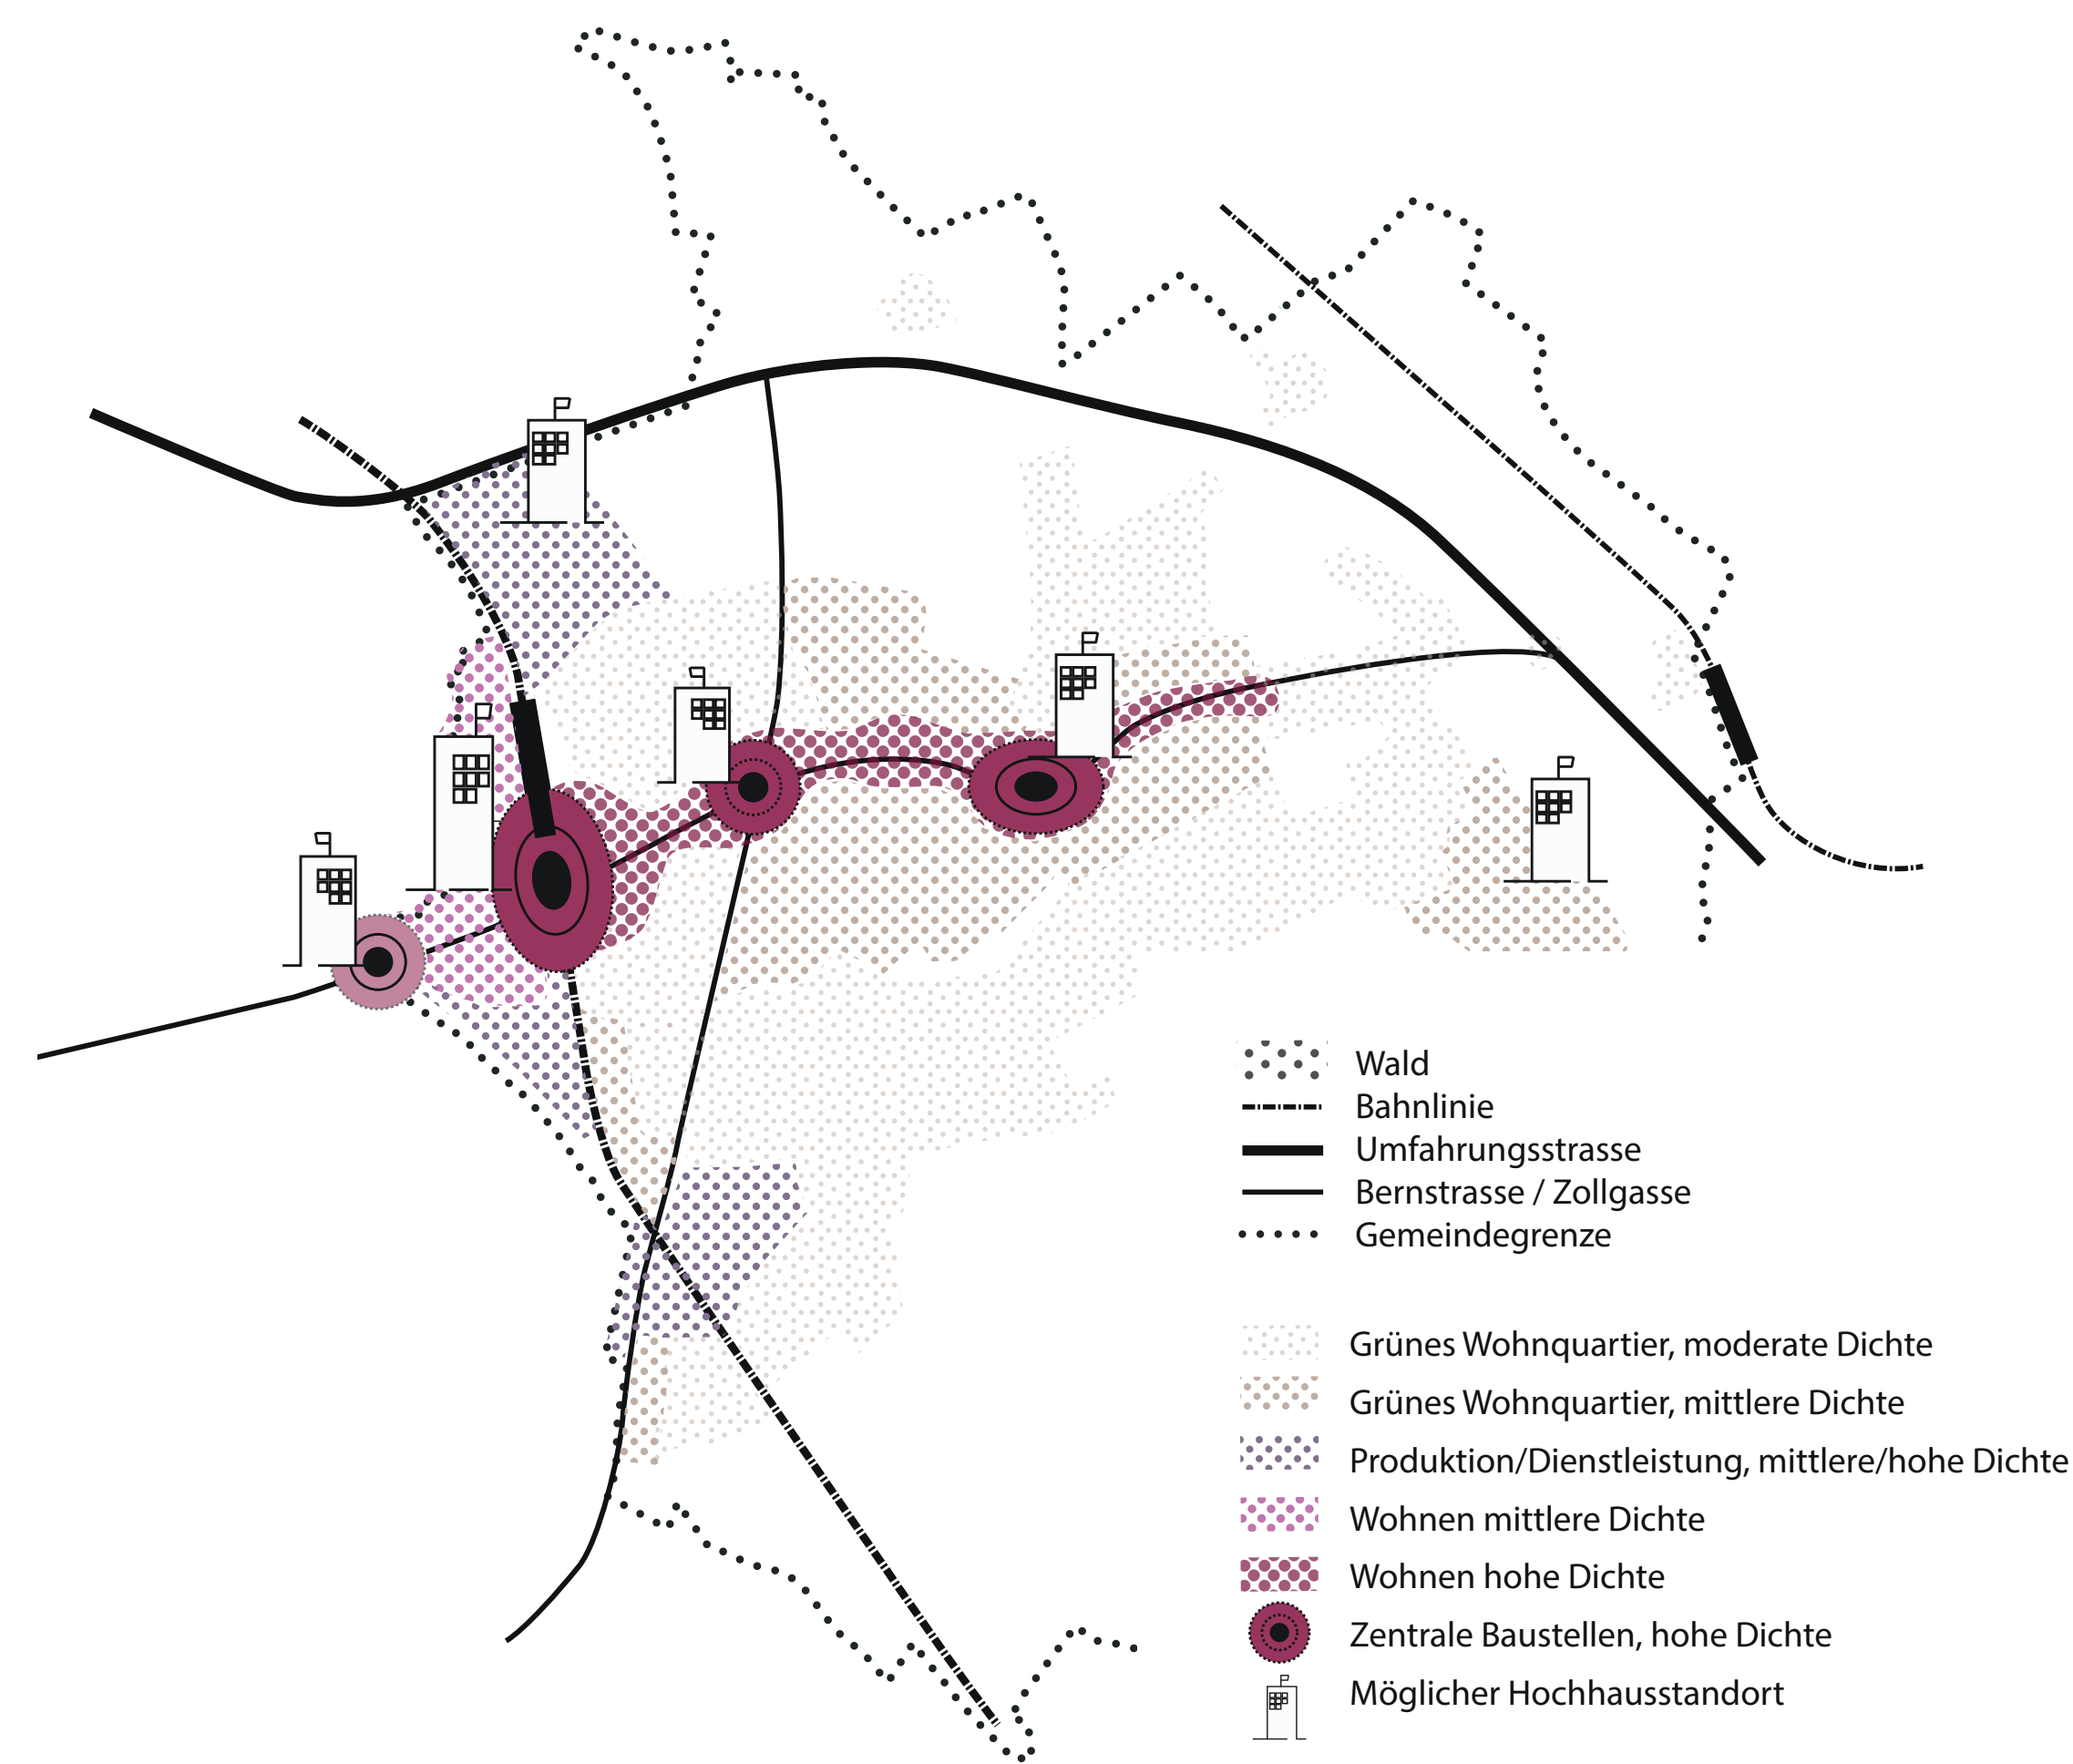 Wald
Bahnlinie
Umfahrungsstrasse
Bernstrasse / Zollgasse
Gemeindegrenze
Grünes Wohnquartier, moderate Dichte
Grünes Wohnquartier, mittlere Dichte
Produktion/Dienstleistung, mittlere/hohe Dichte
Wohnen mittlere Dichte
Wohnen hohe Dichte
Zentrale Baustellen, hohe Dichte
Möglicher Hochhausstandort